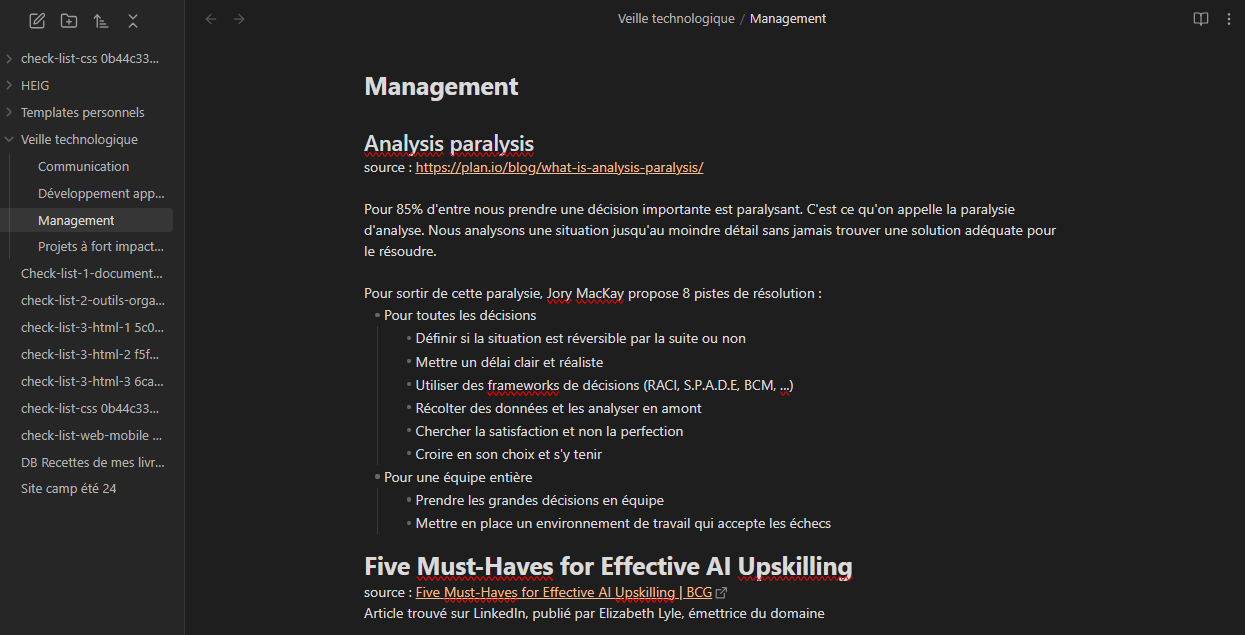 Veille technologique / Management
check-list-css 0b44c33...
HEIG
Templates personnels
Veille technologique
Communication
Développement app...
Management
Projets à fort impact...
Check-list-1-document...
check-list-2-outils-orga...
check-list-3-html-1 5c0...
check-list-3-html-2 f5f...
check-list-3-html-3 6ca...
check-list-css 0b44c33...
check-list-web-mobile ...
DB Recettes de mes livr...
Site camp été 24
Management
Analysis paralysis
source : https://plan.io/blog/what-is-analysis-paralysis/
Pour 85% d'entre nous prendre une décision importante est paralysant. C'est ce qu'on appelle la paralysie
d'analyse. Nous analysons une situation jusqu'au moindre détail sans jamais trouver une solution adéquate pour
le résoudre.
Pour sortir de cette paralysie, Jory MacKay propose 8 pistes de résolution :
• Pour toutes les décisions
• Définir si la situation est réversible par la suite ou non
• Mettre un délai clair et réaliste
• Utiliser des frameworks de décisions (RACI, S.P.A.D.E, BCM, ...)
• Récolter des données et les analyser en amont
• Chercher la satisfaction et non la perfection
• Croire en son choix et s'y tenir
• Pour une équipe entière
• Prendre les grandes décisions en équipe
• Mettre en place un environnement de travail qui accepte les échecs
Five Must-Haves for Effective AI Upskilling
source : Five Must-Haves for Effective AI Upskilling | BCG
Article trouvé sur LinkedIn, publié par Elizabeth Lyle, émettrice du domaine